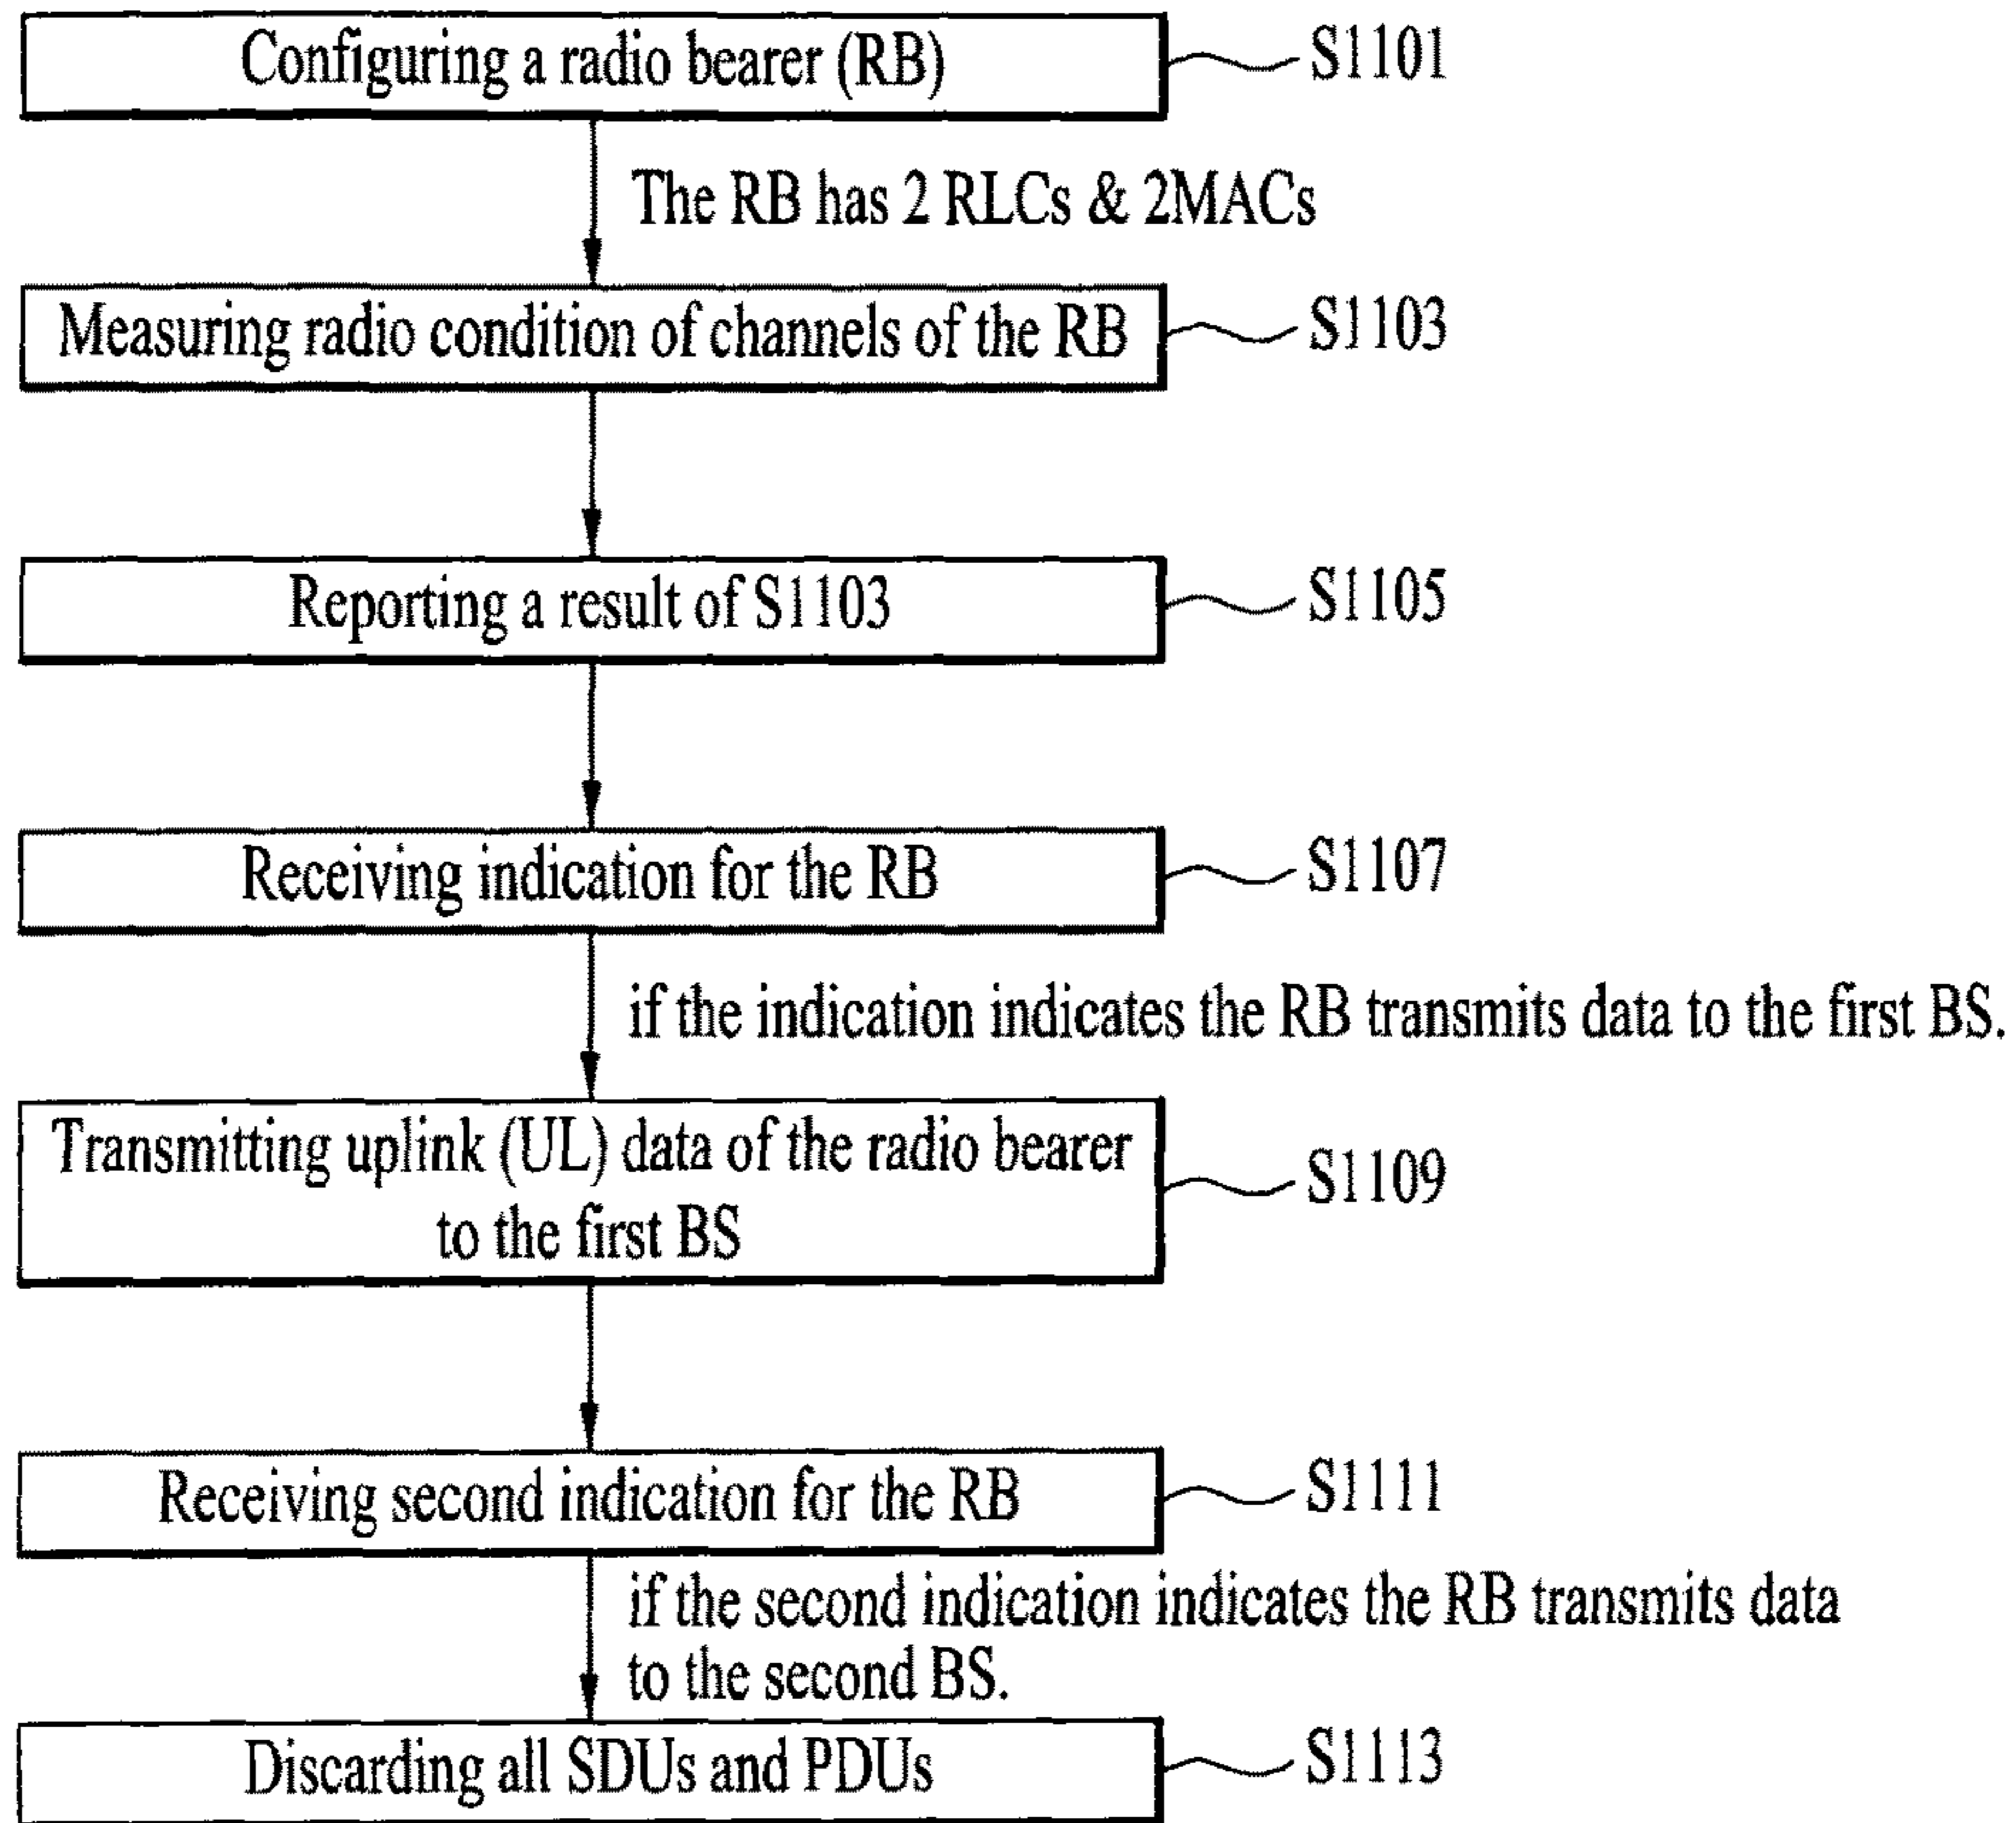 Configuring a radio bearer (RB)
S1101
The RB has 2 RLCs & 2MACs
Measuring radio condition of channels of the RB
S1103
Reporting a result of S1103
S1105
Receiving indication for the RB
S1107
if the indication indicates the RB transmits data to the first BS.
Transmitting uplink (UL) data of the radio bearer
to the first BS
S1109
Receiving second indication for the RB
S1111
if the second indication indicates the RB transmits data
to the second BS.
Discarding all SDUs and PDUs
S1113